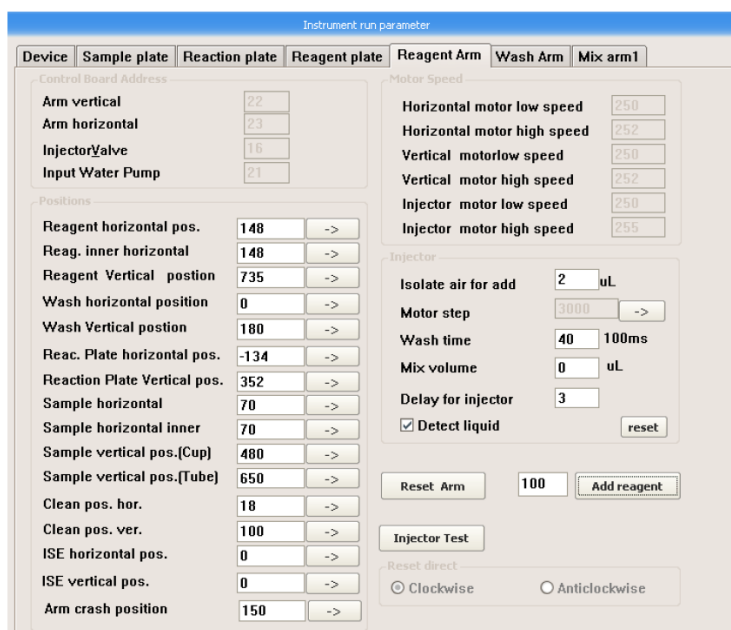 Instrument run parameter
Device Sample plate Reaction plate Reagent plate Reagent Arm Wash Arm Mix arm1
Control Board Address
Arm vertical 22
Arm horizontal 23
InjectorValve 16
Input Water Pump 21
Positions
Reagent horizontal pos. 148 ->
Reag. inner horizontal 148 ->
Reagent Vertical postion 735 ->
Wash horizontal position 0 ->
Wash Vertical postion 180 ->
Reac. Plate horizontal pos. -134 ->
Reaction Plate Vertical pos. 352 ->
Sample horizontal 70 ->
Sample horizontal inner 70 ->
Sample vertical pos.(Cup) 480 ->
Sample vertical pos.(Tube) 650 ->
Clean pos. hor. 18 ->
Clean pos. ver. 100 ->
ISE horizontal pos. 0 ->
ISE vertical pos. 0 ->
Arm crash position 150 ->
Motor Speed
Horizontal motor low speed 250
Horizontal motor high speed 252
Vertical motorlow speed 250
Vertical motor high speed 252
Injector motor low speed 250
Injector motor high speed 255
Injector
Isolate air for add 2 uL
Motor step 3000 ->
Wash time 40 100ms
Mix volume 0 uL
Delay for injector 3
Detect liquid reset
Reset Arm 100 Add reagent
Injector Test
Reset direct
Clockwise Anticlockwise